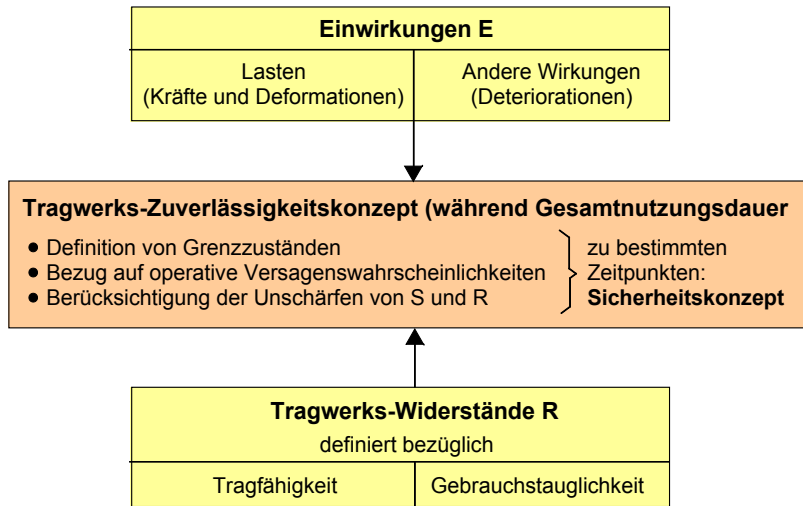 Einwirkungen E
Lasten
(Kräfte und Deformationen)
Andere Wirkungen
(Deteriorationen)
Tragwerks-Zuverlässigkeitskonzept (während Gesamtnutzungsdauer
● Definition von Grenzzuständen
● Bezug auf operative Versagenswahrscheinlichkeiten
● Berücksichtigung der Unschärfen von S und R
zu bestimmten
Zeitpunkten:
Sicherheitskonzept
Tragwerks-Widerstände R
definiert bezüglich
Tragfähigkeit
Gebrauchstauglichkeit